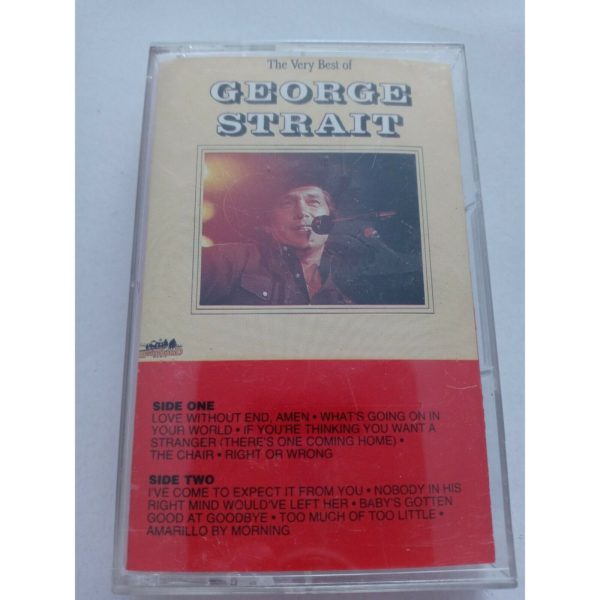 The Very Best of
GEORGE
STRAIT
SIDE ONE
LOVE WITHOUT END, AMEN • WHAT'S GOING ON IN
YOUR WORLD • IF YOU'RE THINKING YOU WANT A
STRANGER (THERE'S ONE COMING HOME) •
THE CHAIR • RIGHT OR WRONG
SIDE TWO
I'VE COME TO EXPECT IT FROM YOU • NOBODY IN HIS
RIGHT MIND WOULD'VE LEFT HER • BABY'S GOTTEN
GOOD AT GOODBYE • TOO MUCH OF TOO LITTLE •
AMARILLO BY MORNING